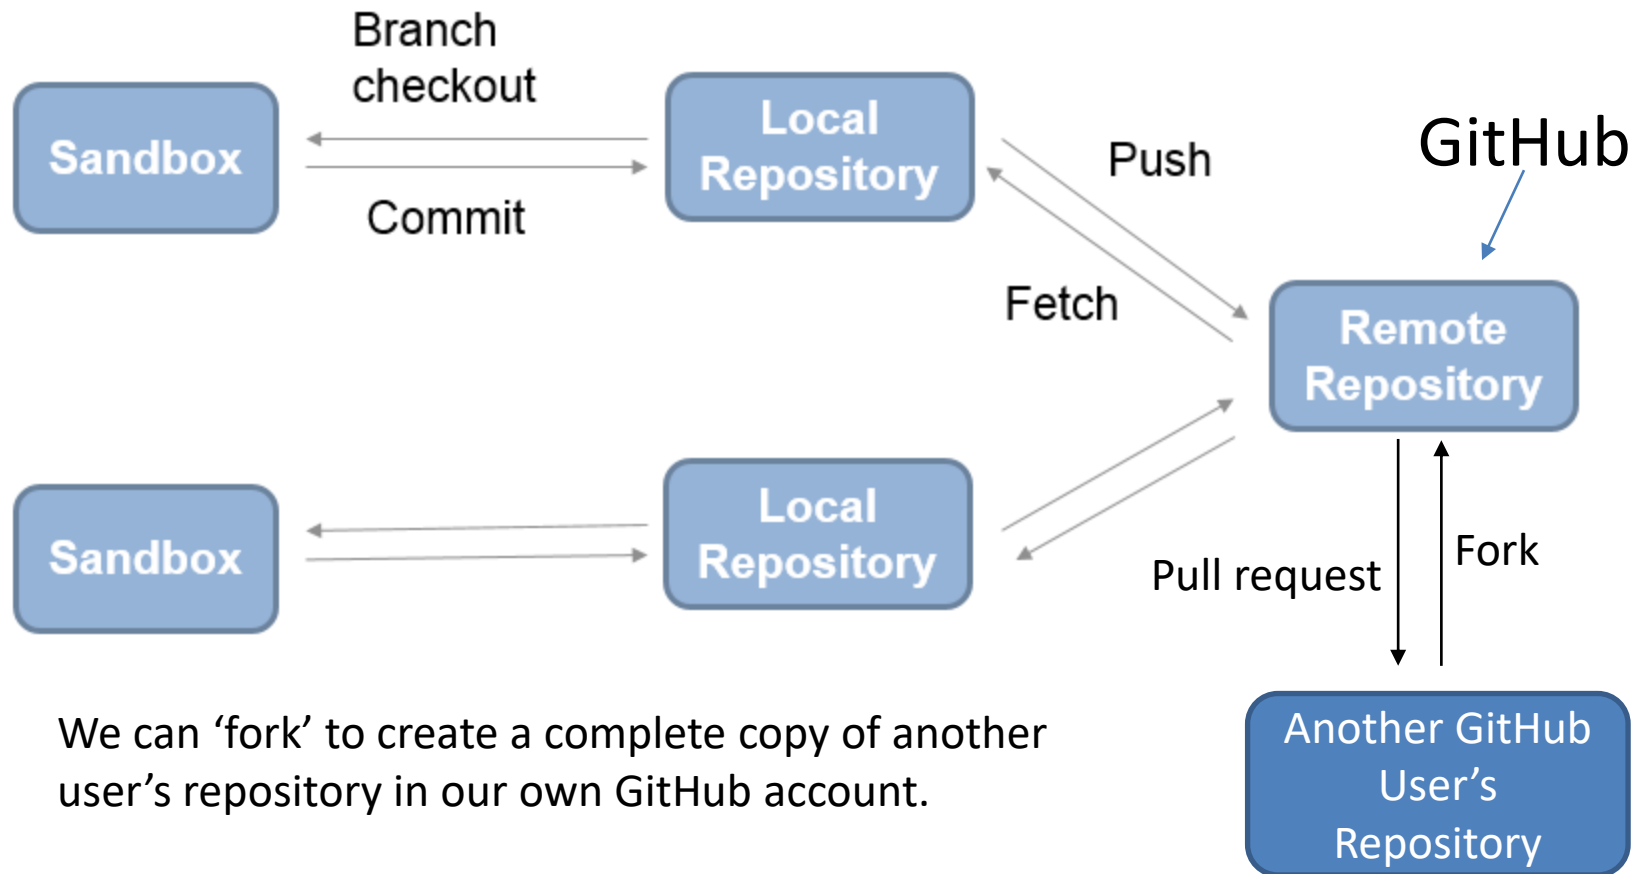 Branch
checkout
Sandbox
Local
Repository
Commit
Push
GitHub
Fetch
Remote
Repository
Sandbox
Local
Repository
Pull request
Fork
We can ‘fork’ to create a complete copy of another
user’s repository in our own GitHub account.
Another GitHub
User’s
Repository